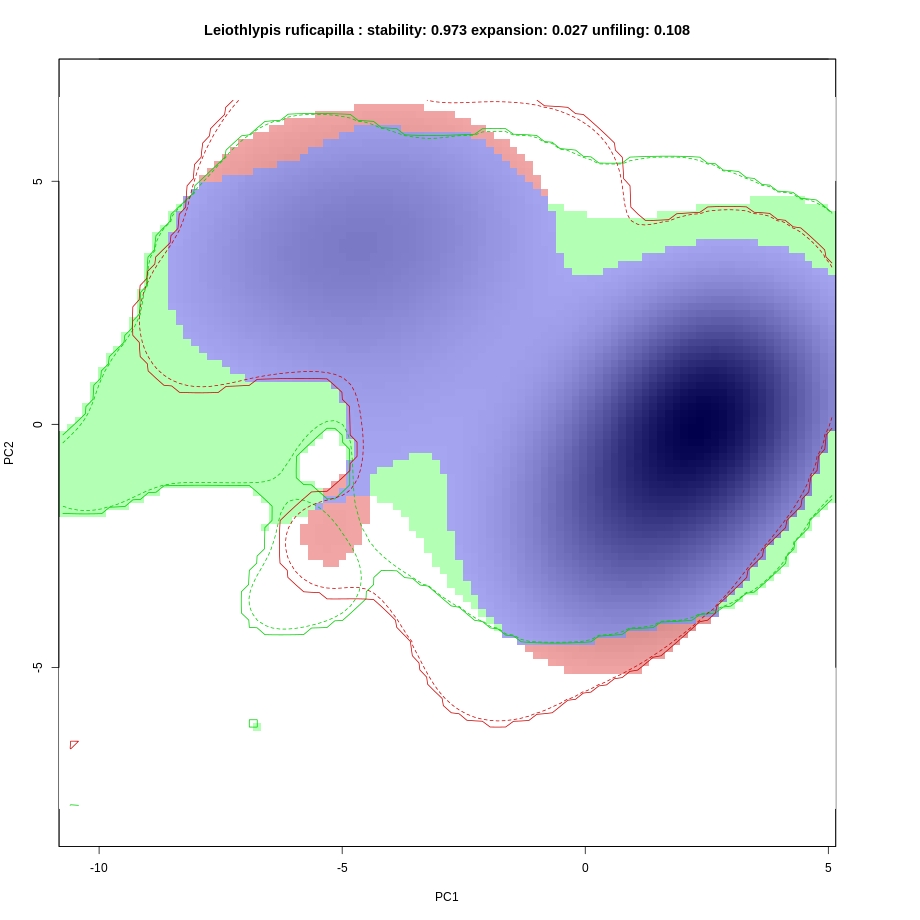 Leiothlypis ruficapilla : stability: 0.973 expansion: 0.027 unfiling: 0.108
5
0
-5
PC2
-10 -5 0 5
PC1